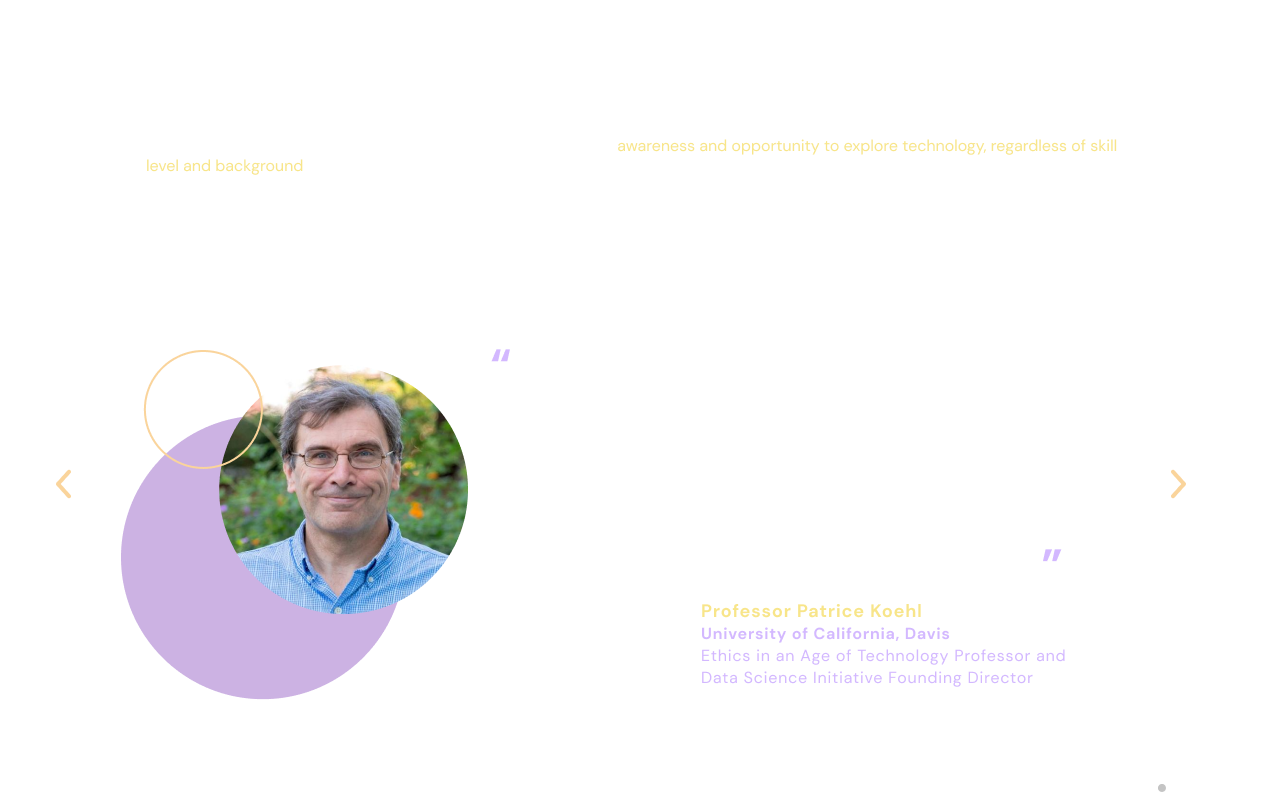 awareness and opportunity to explore technology, regardless of skill
level and background
“
”
Professor Patrice Koehl
University of California, Davis
Ethics in an Age of Technology Professor and
Data Science Initiative Founding Director